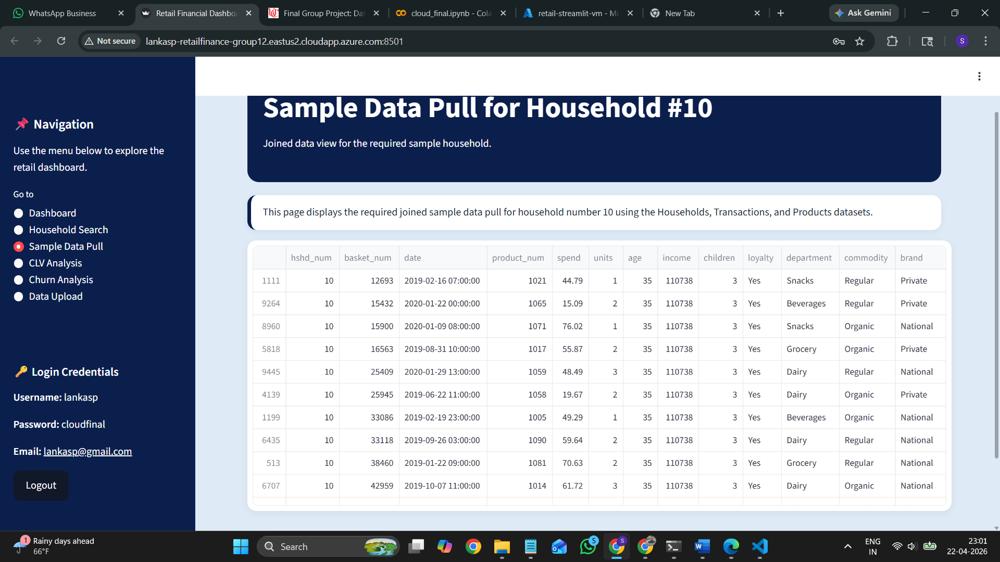 WhatsApp Business
Retail Financial Dashboa
Final Group Project: Dat
cloud_final.ipynb - Cola
retail-streamlit-vm - Mi
New Tab
Ask Gemini
Not secure
lankasp-retailfinance-group12.eastus2.cloudapp.azure.com:8501
S
Navigation
Use the menu below to explore the
retail dashboard.
Go to
Dashboard
Household Search
Sample Data Pull
CLV Analysis
Churn Analysis
Data Upload
Login Credentials
Username: lankasp
Password: cloudfinal
Email: lankasp@gmail.com
Logout
Sample Data Pull for Household #10
Joined data view for the required sample household.
This page displays the required joined sample data pull for household number 10 using the Households, Transactions, and Products datasets.
hshd_num basket_num date product_num spend units age income children loyalty department commodity brand
1111 10 12693 2019-02-16 07:00:00 1021 44.79 1 35 110738 3 Yes Snacks Regular Private
9264 10 15432 2020-01-22 00:00:00 1065 15.09 2 35 110738 3 Yes Beverages Regular Private
8960 10 15900 2020-01-09 08:00:00 1071 76.02 1 35 110738 3 Yes Snacks Organic National
5818 10 16563 2019-08-31 10:00:00 1017 55.87 2 35 110738 3 Yes Grocery Organic Private
9445 10 25409 2020-01-29 13:00:00 1059 48.49 3 35 110738 3 Yes Dairy Regular National
4139 10 25945 2019-06-22 11:00:00 1058 19.67 2 35 110738 3 Yes Dairy Organic Private
1199 10 33086 2019-02-19 23:00:00 1005 49.29 1 35 110738 3 Yes Beverages Organic National
6435 10 33118 2019-09-26 03:00:00 1090 59.64 2 35 110738 3 Yes Dairy Regular National
513 10 38460 2019-01-22 09:00:00 1081 70.63 2 35 110738 3 Yes Grocery Regular National
6707 10 42959 2019-10-07 11:00:00 1014 61.72 3 35 110738 3 Yes Dairy Organic National
1
Rainy days ahead
66°F
Search
5
S
ENG
IN
23:01
22-04-2026